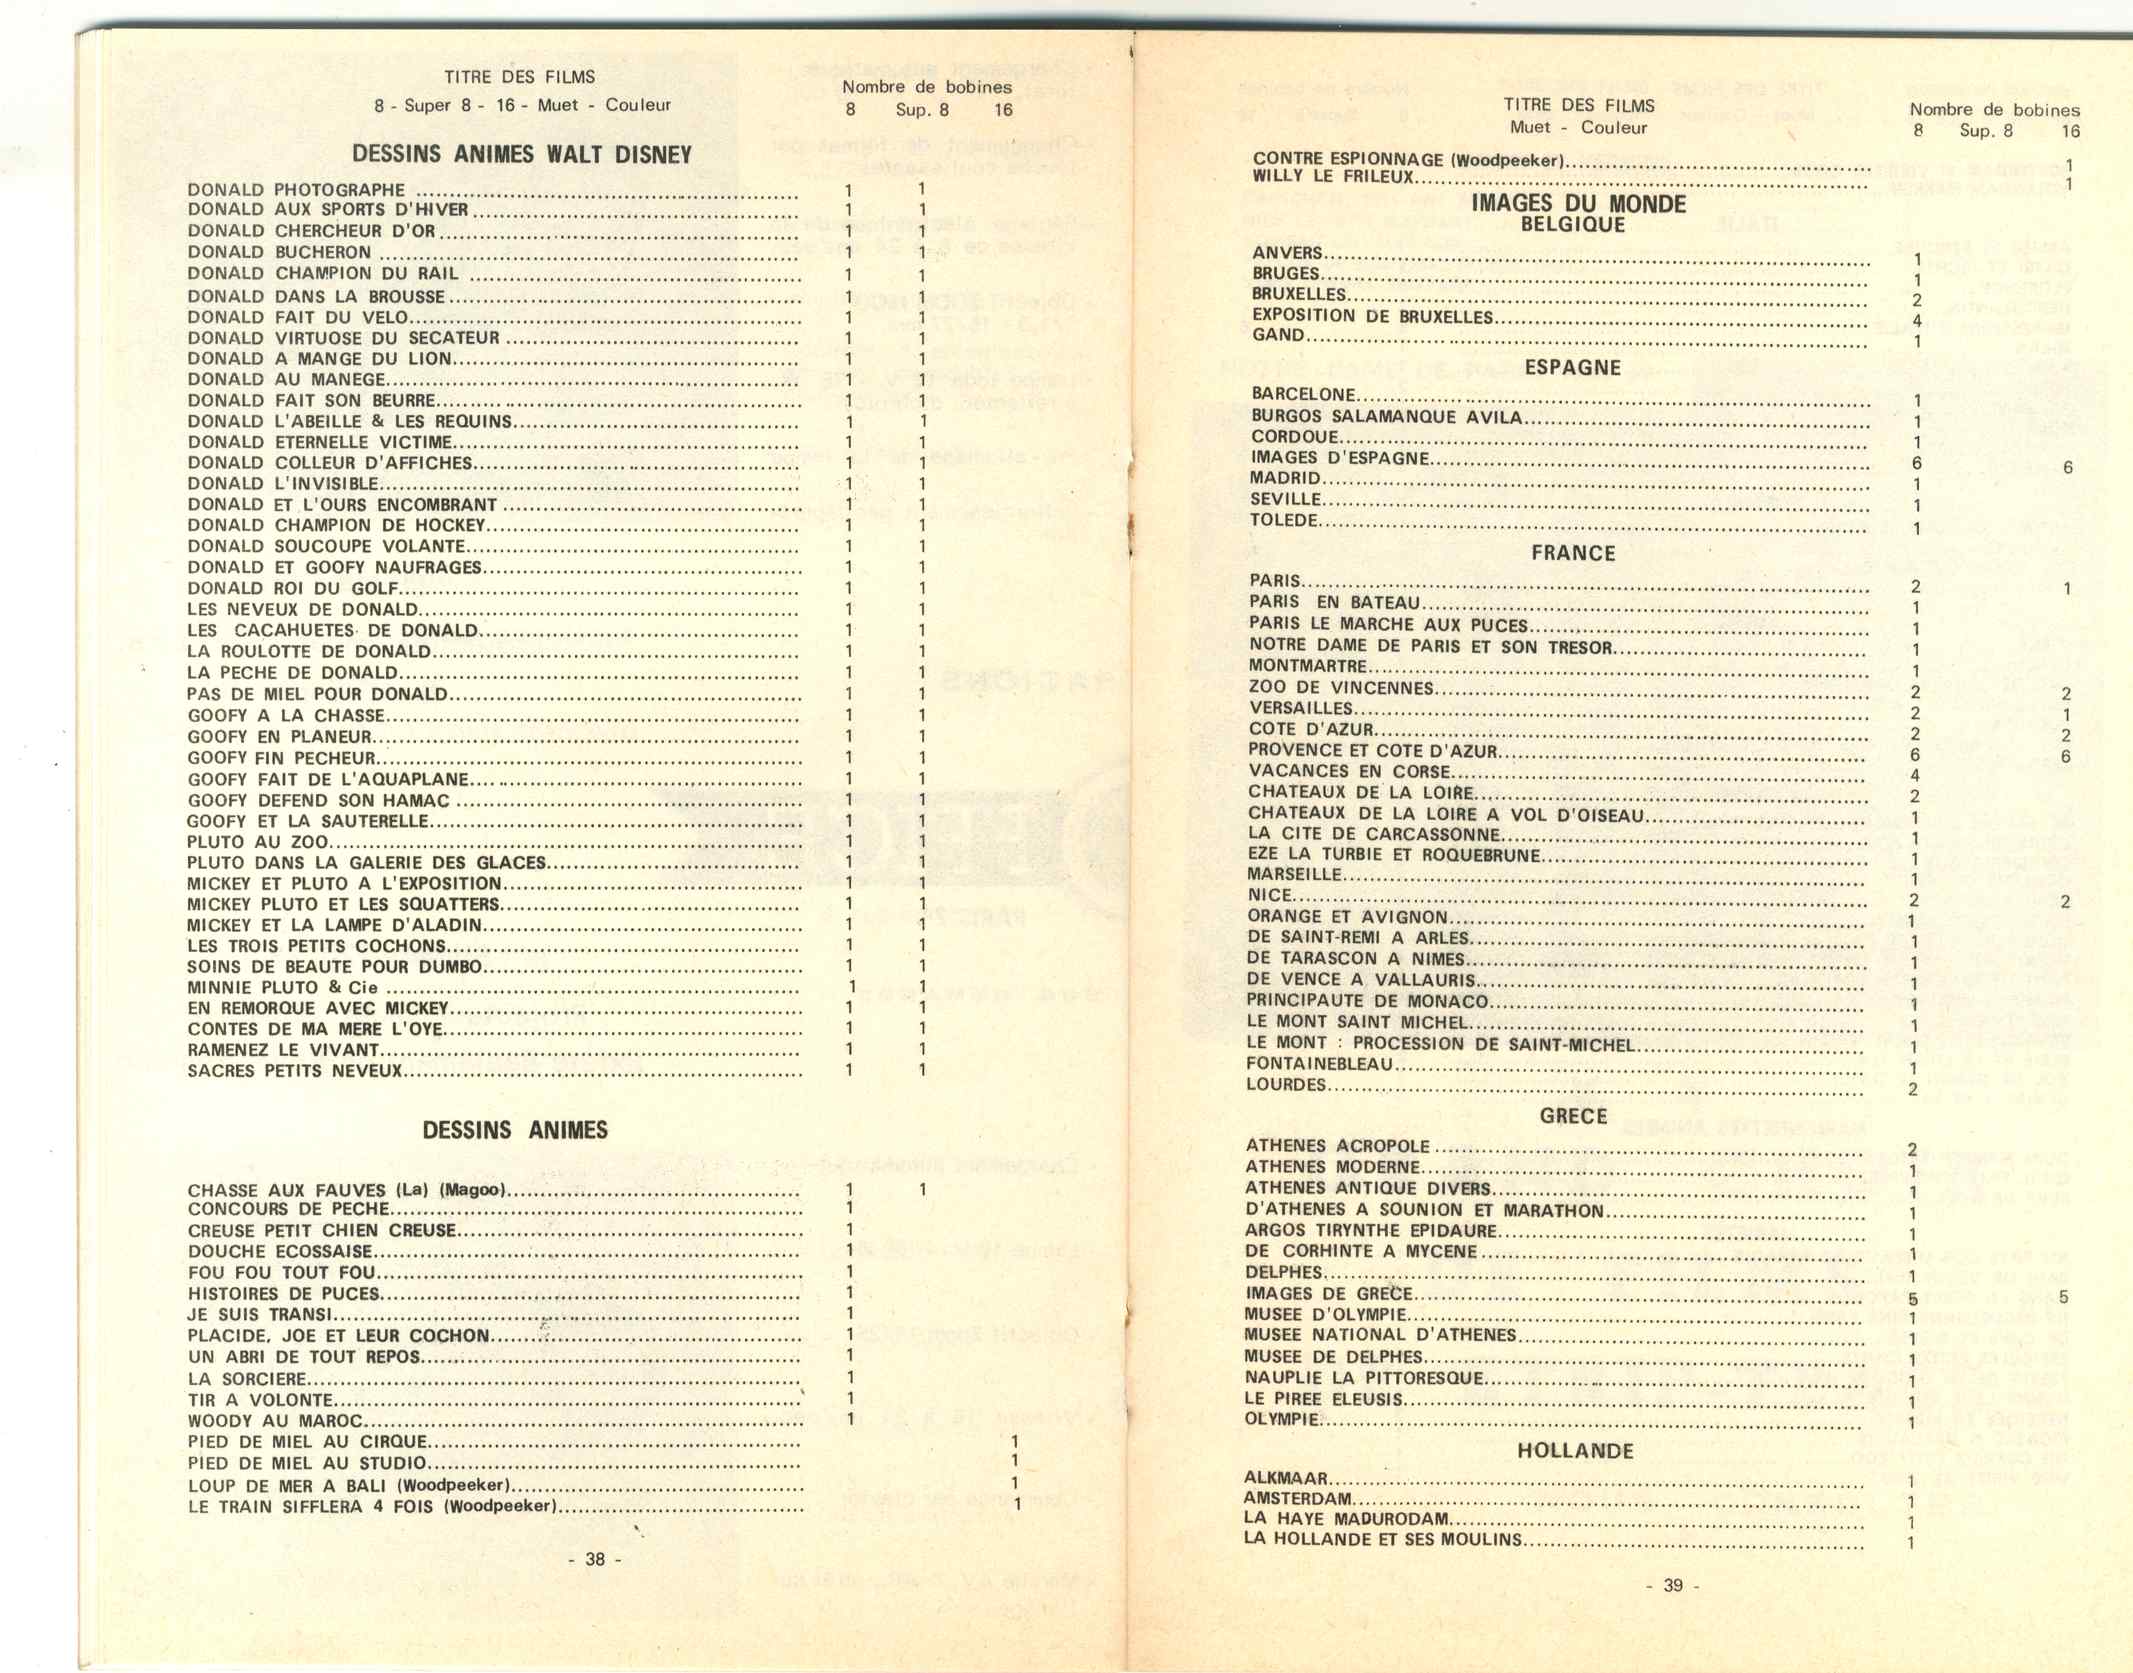 TITRE DES FILMS
8 - Super 8 - 16 - Muet - Couleur
Nombre de bobines
8 Sup. 8 16
DESSINS ANIMES WALT DISNEY
DONALD PHOTOGRAPHE 1 1
DONALD AUX SPORTS D'HIVER 1 1
DONALD CHERCHEUR D'OR 1 1
DONALD BUCHERON 1 1
DONALD CHAMPION DU RAIL 1 1
DONALD DANS LA BROUSSE 1 1
DONALD FAIT DU VELO 1 1
DONALD VIRTUOSE DU SECATEUR 1 1
DONALD A MANGE DU LION 1 1
DONALD AU MANEGE 1 1
DONALD FAIT SON BEURRE 1 1
DONALD L'ABEILLE & LES REQUINS 1 1
DONALD ETERNELLE VICTIME 1 1
DONALD COLLEUR D'AFFICHES 1 1
DONALD L'INVISIBLE 1 1
DONALD ET L'OURS ENCOMBRANT 1 1
DONALD CHAMPION DE HOCKEY 1 1
DONALD SOUCOUPE VOLANTE 1 1
DONALD ET GOOFY NAUFRAGES 1 1
DONALD ROI DU GOLF 1 1
LES NEVEUX DE DONALD 1 1
LES CACAHUETES DE DONALD 1 1
LA ROULOTTE DE DONALD 1 1
LA PECHE DE DONALD 1 1
PAS DE MIEL POUR DONALD 1 1
GOOFY A LA CHASSE 1 1
GOOFY EN PLANEUR 1 1
GOOFY FIN PECHEUR 1 1
GOOFY FAIT DE L'AQUAPLANE 1 1
GOOFY DEFEND SON HAMAC 1 1
GOOFY ET LA SAUTERELLE 1 1
PLUTO AU ZOO 1 1
PLUTO DANS LA GALERIE DES GLACES 1 1
MICKEY ET PLUTO A L'EXPOSITION 1 1
MICKEY PLUTO ET LES SQUATTERS 1 1
MICKEY ET LA LAMPE D'ALADIN 1 1
LES TROIS PETITS COCHONS 1 1
SOINS DE BEAUTE POUR DUMBO 1 1
MINNIE PLUTO & Cie 1 1
EN REMORQUE AVEC MICKEY 1 1
CONTES DE MA MERE L'OYE 1 1
RAMENEZ LE VIVANT 1 1
SACRES PETITS NEVEUX 1 1
DESSINS ANIMES
CHASSE AUX FAUVES (La) (Magoo) 1 1
CONCOURS DE PECHE 1
CREUSE PETIT CHIEN CREUSE 1
DOUCHE ECOSSAISE 1
FOU FOU TOUT FOU 1
HISTOIRES DE PUCES 1
JE SUIS TRANSI 1
PLACIDE, JOE ET LEUR COCHON 1
UN ABRI DE TOUT REPOS 1
LA SORCIERE 1
TIR A VOLONTE 1
WOODY AU MAROC 1
PIED DE MIEL AU CIRQUE 1
PIED DE MIEL AU STUDIO 1
LOUP DE MER A BALI (Woodpeeker) 1
LE TRAIN SIFFLERA 4 FOIS (Woodpeeker) 1
- 38 -
TITRE DES FILMS
Muet - Couleur
Nombre de bobines
8 Sup. 8 16
CONTRE ESPIONNAGE (Woodpeeker) 1
WILLY LE FRILEUX 1
IMAGES DU MONDE
BELGIQUE
ANVERS 1
BRUGES 1
BRUXELLES 2
EXPOSITION DE BRUXELLES 4
GAND 1
ESPAGNE
BARCELONE 1
BURGOS SALAMANQUE AVILA 1
CORDOUE 1
IMAGES D'ESPAGNE 6 6
MADRID 1
SEVILLE 1
TOLEDE 1
FRANCE
PARIS 2 1
PARIS EN BATEAU 1
PARIS LE MARCHE AUX PUCES 1
NOTRE DAME DE PARIS ET SON TRESOR 1
MONTMARTRE 1
ZOO DE VINCENNES 2 2
VERSAILLES 2 1
COTE D'AZUR 2 2
PROVENCE ET COTE D'AZUR 6 6
VACANCES EN CORSE 4
CHATEAUX DE LA LOIRE 2
CHATEAUX DE LA LOIRE A VOL D'OISEAU 1
LA CITE DE CARCASSONNE 1
EZE LA TURBIE ET ROQUEBRUNE 1
MARSEILLE 1
NICE 2 2
ORANGE ET AVIGNON 1
DE SAINT-REMI A ARLES 1
DE TARASCON A NIMES 1
DE VENCE A VALLAURIS 1
PRINCIPAUTE DE MONACO 1
LE MONT SAINT MICHEL 1
LE MONT : PROCESSION DE SAINT-MICHEL 1
FONTAINEBLEAU 1
LOURDES 2
GRECE
ATHENES ACROPOLE 2
ATHENES MODERNE 1
ATHENES ANTIQUE DIVERS 1
D'ATHENES A SOUNION ET MARATHON 1
ARGOS TIRYNTHE EPIDAURE 1
DE CORHINTE A MYCENE 1
DELPHES 1
IMAGES DE GRECE 5 5
MUSEE D'OLYMPIE 1
MUSEE NATIONAL D'ATHENES 1
MUSEE DE DELPHES 1
NAUPLIE LA PITTORESQUE 1
LE PIREE ELEUSIS 1
OLYMPIE 1
HOLLANDE
ALKMAAR 1
AMSTERDAM 1
LA HAYE MADURODAM 1
LA HOLLANDE ET SES MOULINS 1
- 39 -